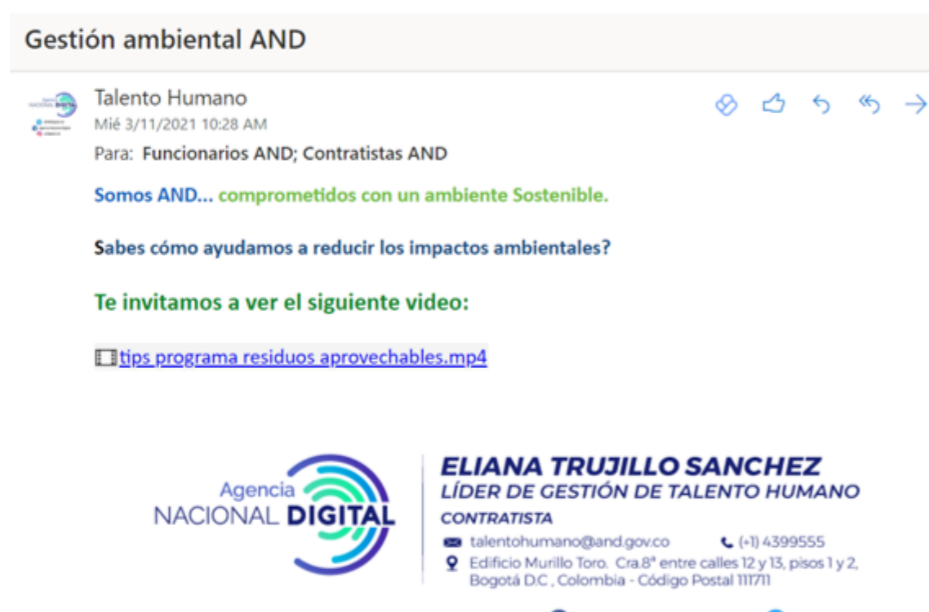 Gestión ambiental AND
Talento Humano
Mié 3/11/2021 10:28 AM
Para: Funcionarios AND; Contratistas AND
Somos AND... comprometidos con un ambiente Sostenible.
Sabes cómo ayudamos a reducir los impactos ambientales?
Te invitamos a ver el siguiente video:
tips programa residuos aprovechables.mp4
Agencia
NACIONAL DIGITAL
ELIANA TRUJILLO SANCHEZ
LÍDER DE GESTIÓN DE TALENTO HUMANO
CONTRATISTA
talentohumano@and.gov.co (+1) 4399555
Edificio Murillo Toro. Cra.8ª entre calles 12 y 13, pisos 1 y 2,
Bogotá D.C , Colombia - Código Postal 111711